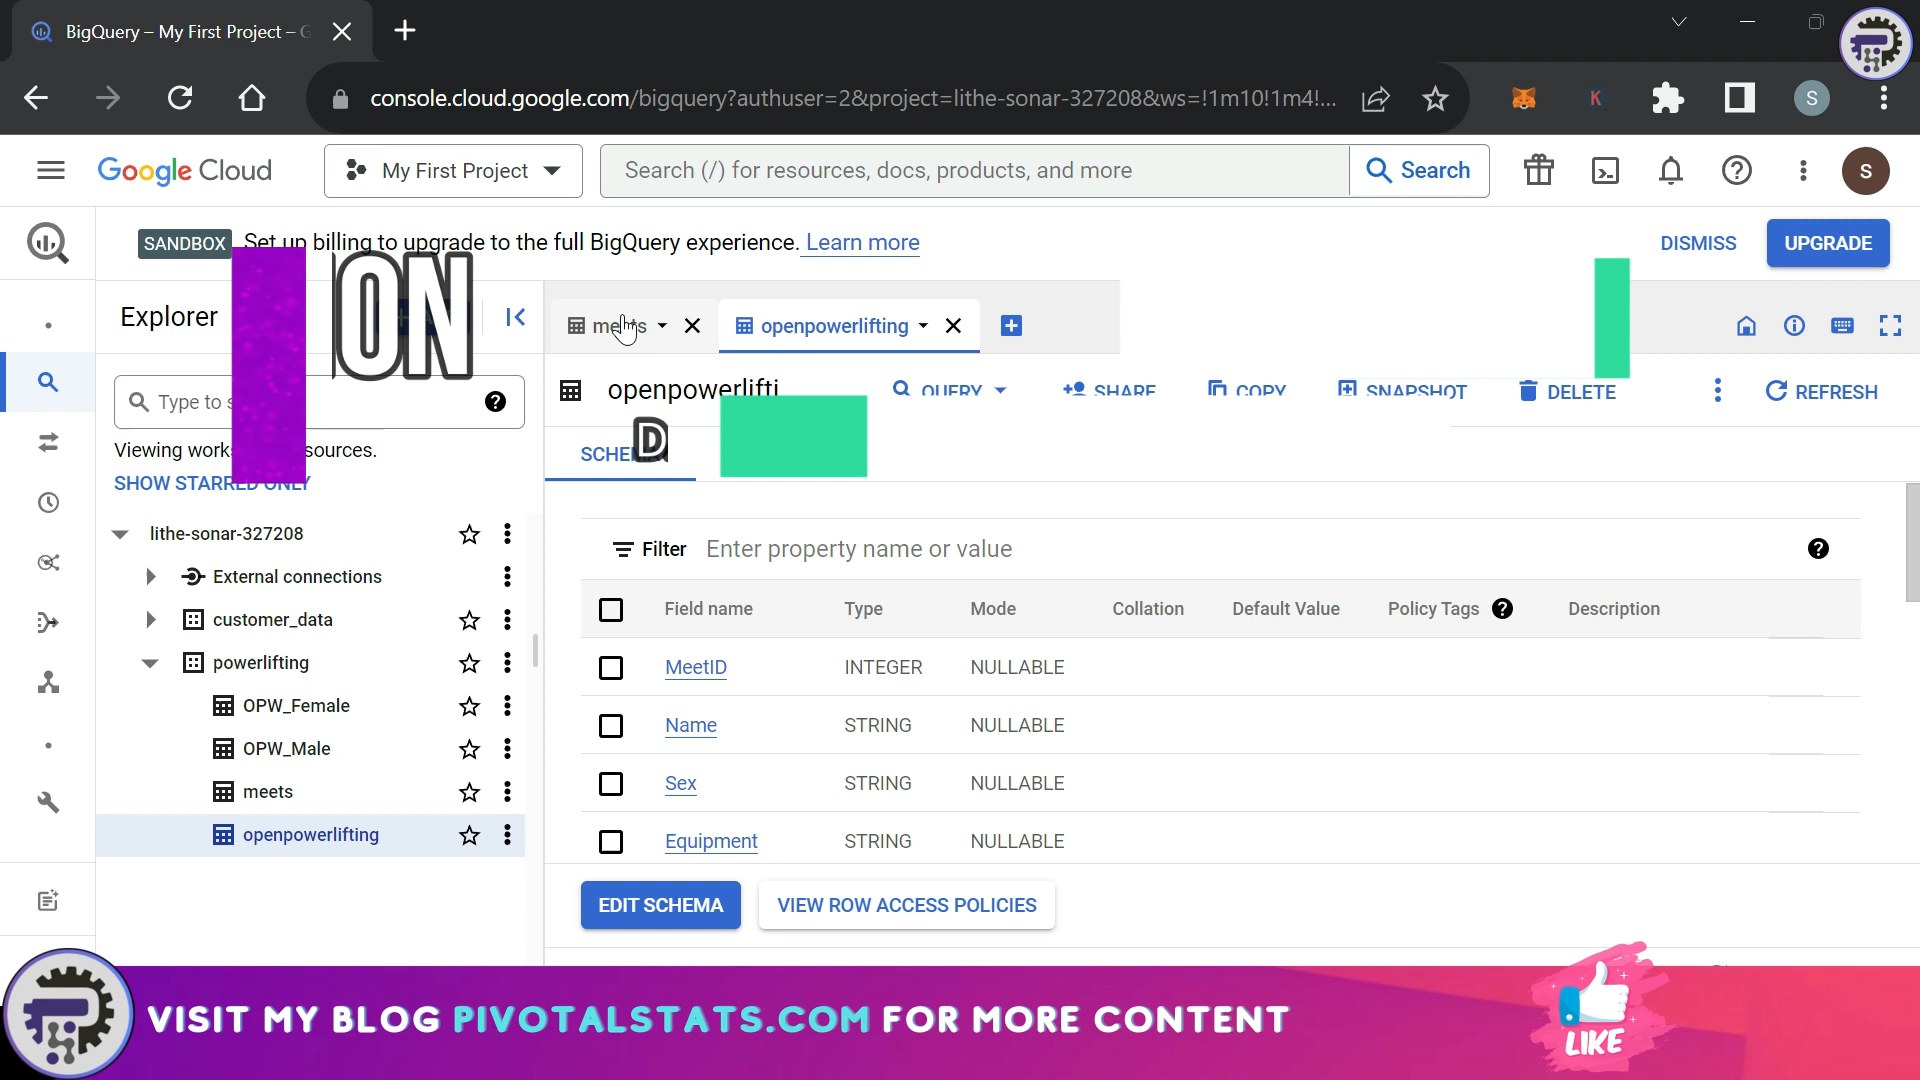 BigQuery – My First Project – G
console.cloud.google.com/bigquery?authuser=2&project=lithe-sonar-327208&ws=!1m10!1m4!...
K
S
Google Cloud
My First Project
Search (/) for resources, docs, products, and more
Search
S
SANDBOX
Set up billing to upgrade to the full BigQuery experience. Learn more
DISMISS
UPGRADE
Explorer
ON
meets
openpowerlifting
Type to s
openpowerlifti
QUERY
SHARE
COPY
SNAPSHOT
DELETE
REFRESH
Viewing works
sources.
SHOW STARRED ONLY
SCHE
D
lithe-sonar-327208
External connections
customer_data
powerlifting
OPW_Female
OPW_Male
meets
openpowerlifting
Filter Enter property name or value
Field name Type Mode Collation Default Value Policy Tags Description
MeetID INTEGER NULLABLE
Name STRING NULLABLE
Sex STRING NULLABLE
Equipment STRING NULLABLE
EDIT SCHEMA
VIEW ROW ACCESS POLICIES
VISIT MY BLOG PIVOTALSTATS.COM FOR MORE CONTENT
LIKE